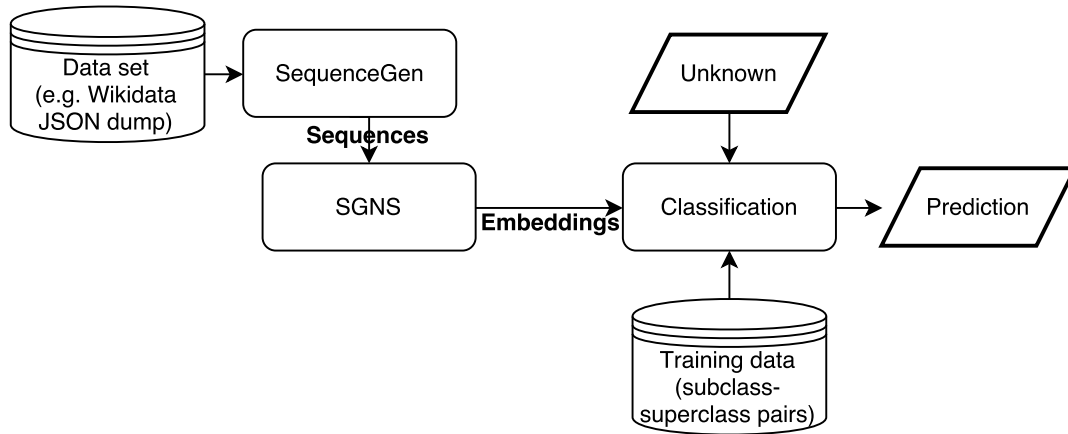 Data set
(e.g. Wikidata
JSON dump)
SequenceGen
Unknown
Sequences
SGNS
Embeddings
Classification
Prediction
Training data
(subclass-
superclass pairs)